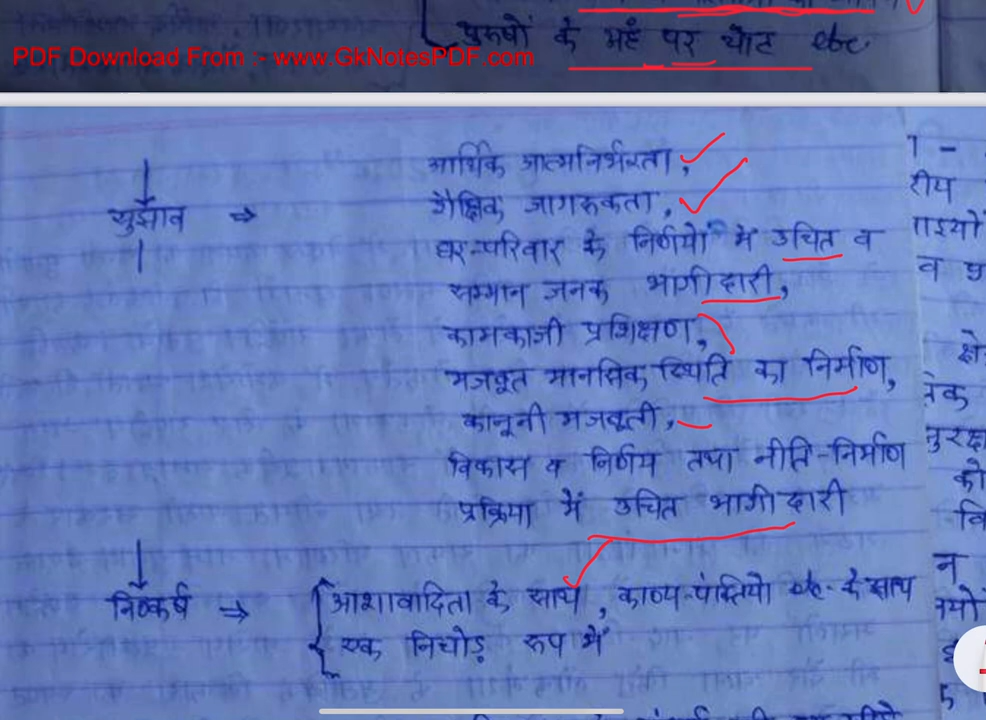 पुरुषों के अहं पर चोट etc.
PDF Download From :- www.GkNotesPDF.com
आर्थिक आत्मनिर्भरता,
सुझाव ⇒ शैक्षिक जागरुकता,
घर-परिवार के निर्णयों में उचित व
सम्मान जनक भागीदारी,
कामकाजी प्रशिक्षण,
मजबूत मानसिक स्थिति का निर्माण,
कानूनी मजबूती,
विकास व निर्णय तथा नीति-निर्माण
प्रक्रिया में उचित भागीदारी
निष्कर्ष → आशावादिता के साथ, काव्य-पंक्तियों etc. के साथ
एक निचोड़ रुप में